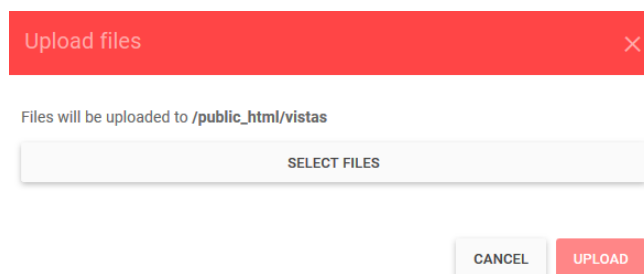 Upload files
Files will be uploaded to /public_html/vistas
SELECT FILES
CANCEL UPLOAD